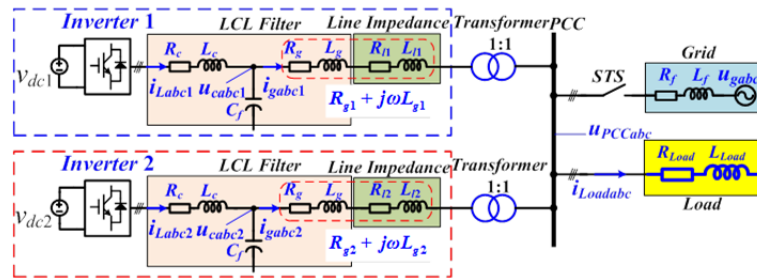 Inverter 1
LCL Filter
Line Impedance
Transformer
PCC
1:1
Grid
v_dc1
R_c L_c
R_g L_g
R_l1 L_l1
STS
R_f L_f u_gabc
i_Labc1
u_cabc1
i_gabc1
C_f
R_g1 + jωL_g1
u_PCCabc
Inverter 2
LCL Filter
Line Impedance
Transformer
1:1
R_Load L_Load
v_dc2
R_c L_c
R_g L_g
R_l2 L_l2
i_Loadabc
Load
i_Labc2
u_cabc2
i_gabc2
C_f
R_g2 + jωL_g2